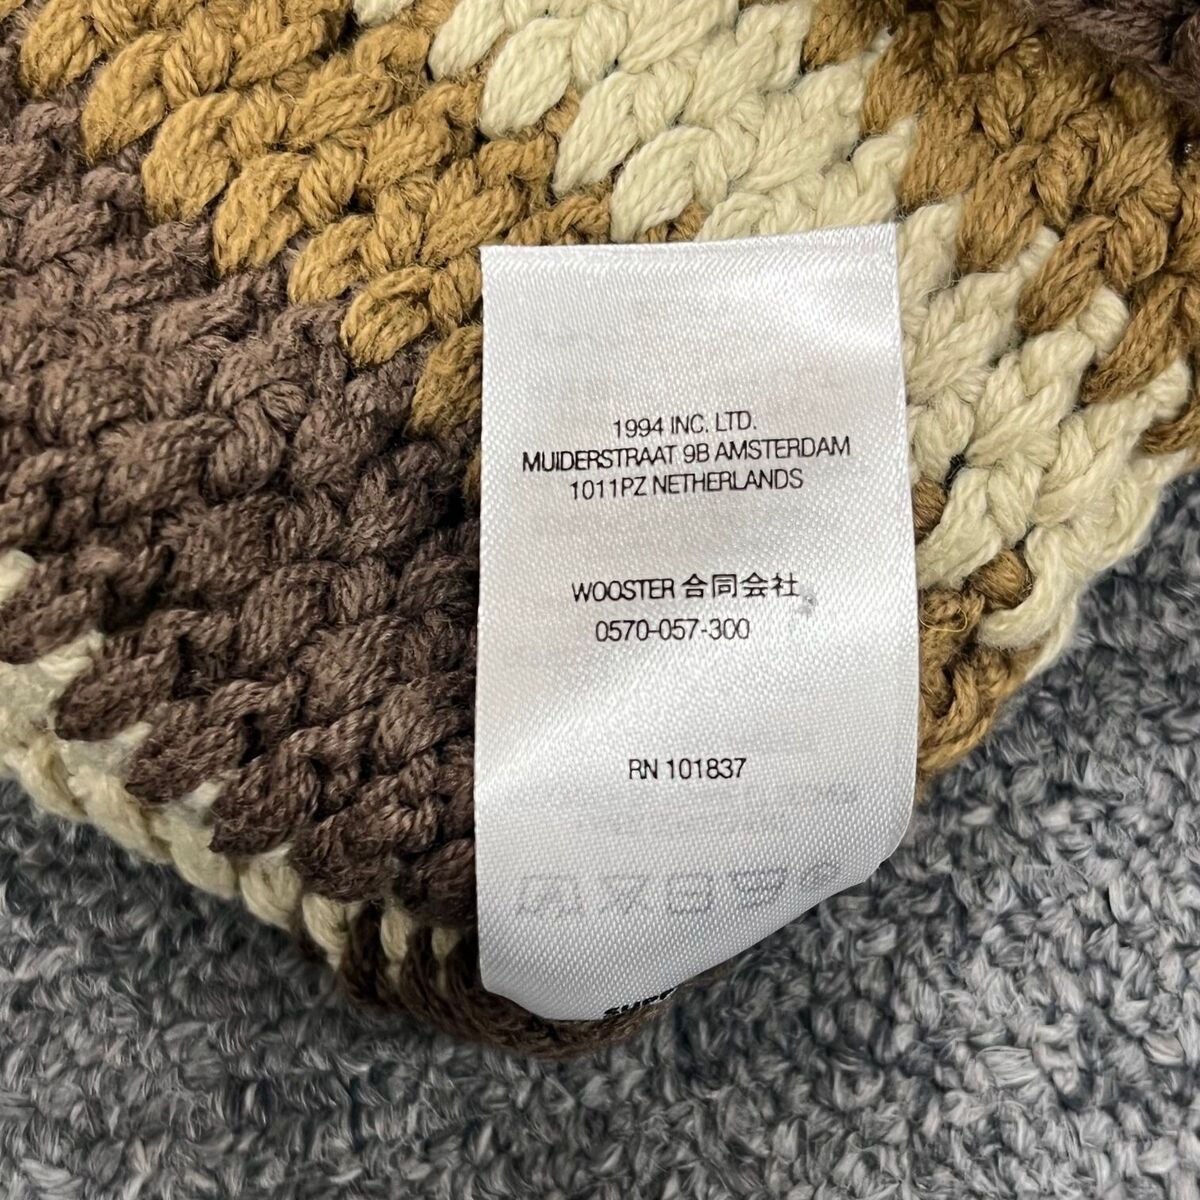 1994 INC. LTD.
MUIDERSTRAAT 9B AMSTERDAM
1011PZ NETHERLANDS
WOOSTER 合同会社
0570-057-300
RN 101837